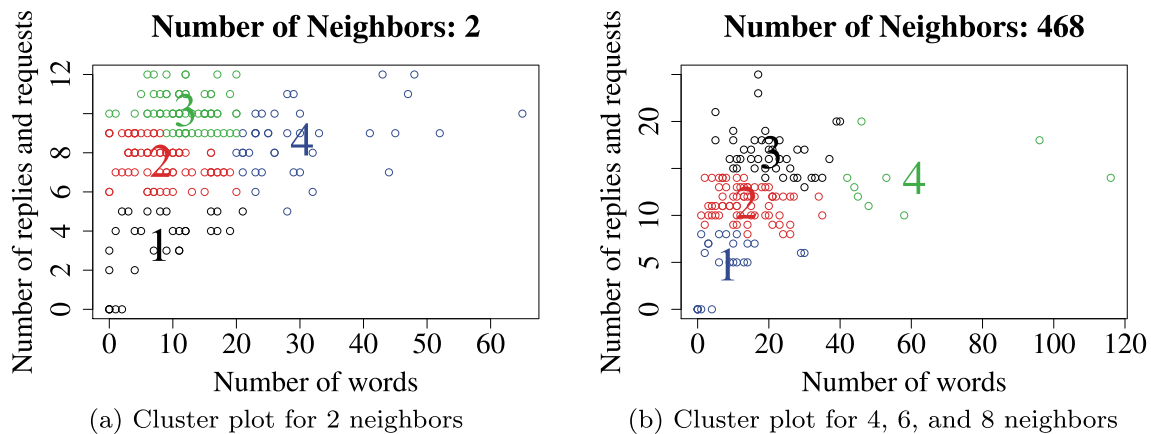 Number of Neighbors: 2
Number of replies and requests
12
10
8
6
4
2
0
3
2
4
1
0 10 20 30 40 50 60
Number of words
(a) Cluster plot for 2 neighbors
Number of Neighbors: 468
Number of replies and requests
20
10
5
0
3
2
4
1
0 20 40 60 80 100 120
Number of words
(b) Cluster plot for 4, 6, and 8 neighbors